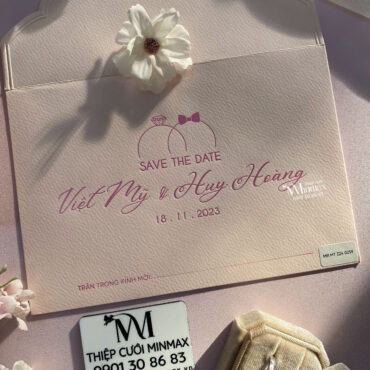 SAVE THE DATE
Việt Mỹ & Huy Hoàng
18 . 11 . 2023
TRÂN TRỌNG KÍNH MỜI:
THIỆP CƯỚI MINMAX
0901 30 86 83